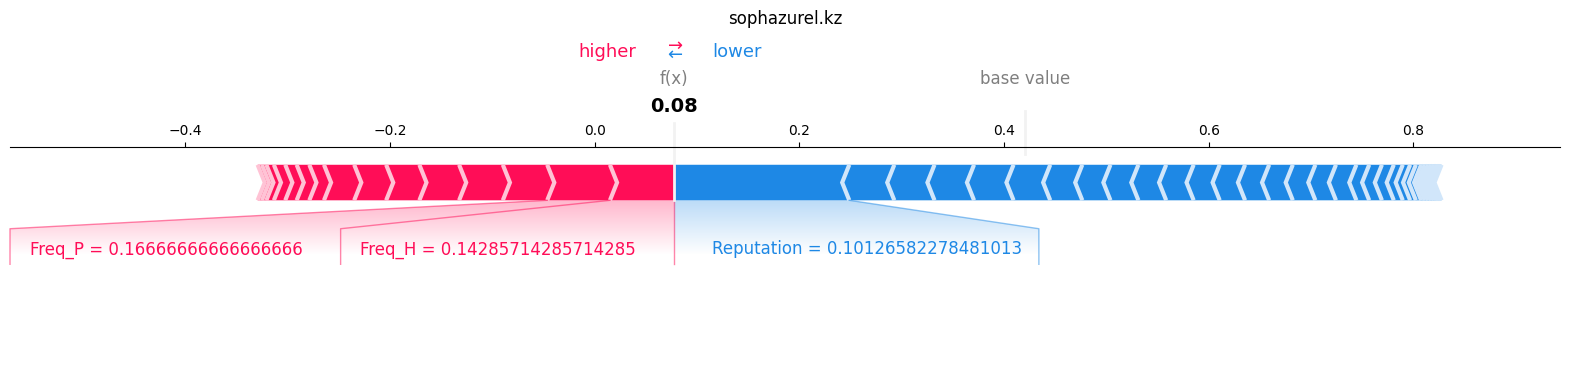 sophazurel.kz
higher ⇄ lower
f(x) base value
0.08
−0.4 −0.2 0.0 0.2 0.4 0.6 0.8
Freq_P = 0.16666666666666666 Freq_H = 0.14285714285714285 Reputation = 0.10126582278481013